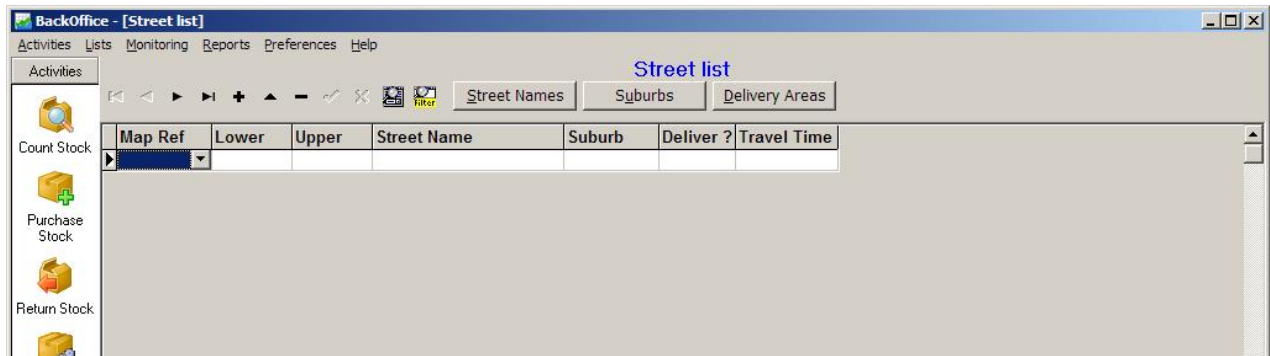 BackOffice - [Street list]
Activities Lists Monitoring Reports Preferences Help
Activities
Street list
Filter
Street Names Suburbs Delivery Areas
Map Ref Lower Upper Street Name Suburb Deliver ? Travel Time
Count Stock
Purchase
Stock
Return Stock